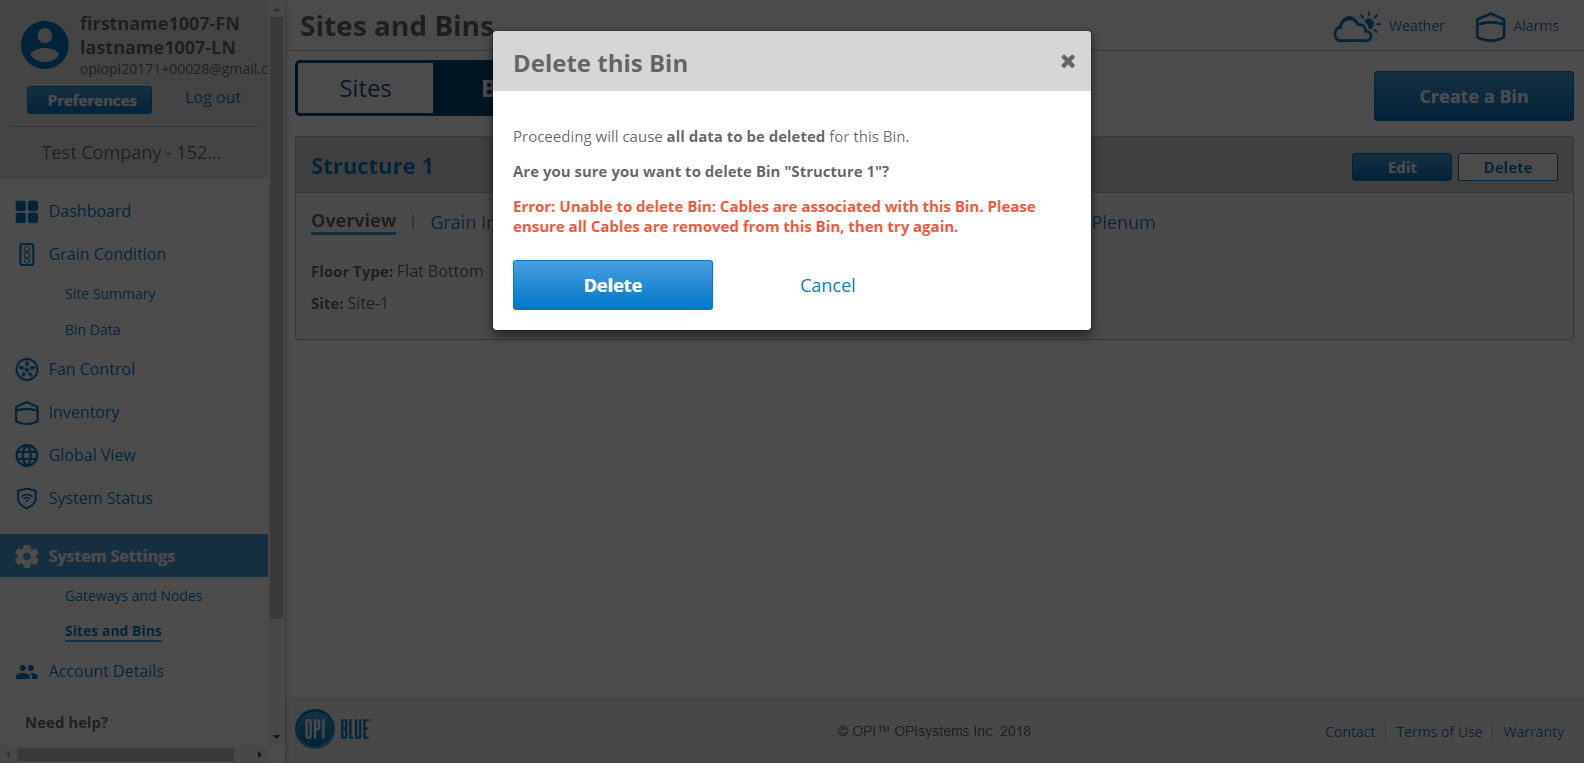 firstname1007-FN
lastname1007-LN
opiopi20171+00028@gmail.c
Preferences
Log out
Test Company - 152...
Dashboard
Grain Condition
Site Summary
Bin Data
Fan Control
Inventory
Global View
System Status
System Settings
Gateways and Nodes
Sites and Bins
Account Details
Need help?
Sites and Bins
Weather
Alarms
Sites
Create a Bin
Structure 1
Edit
Delete
Overview
Grain
Plenum
Floor Type: Flat Bottom
Site: Site-1
Delete this Bin
Proceeding will cause all data to be deleted for this Bin.
Are you sure you want to delete Bin "Structure 1"?
Error: Unable to delete Bin: Cables are associated with this Bin. Please
ensure all Cables are removed from this Bin, then try again.
Delete
Cancel
OPI BLUE™
© OPI™ OPIsystems Inc. 2018
Contact
Terms of Use
Warranty